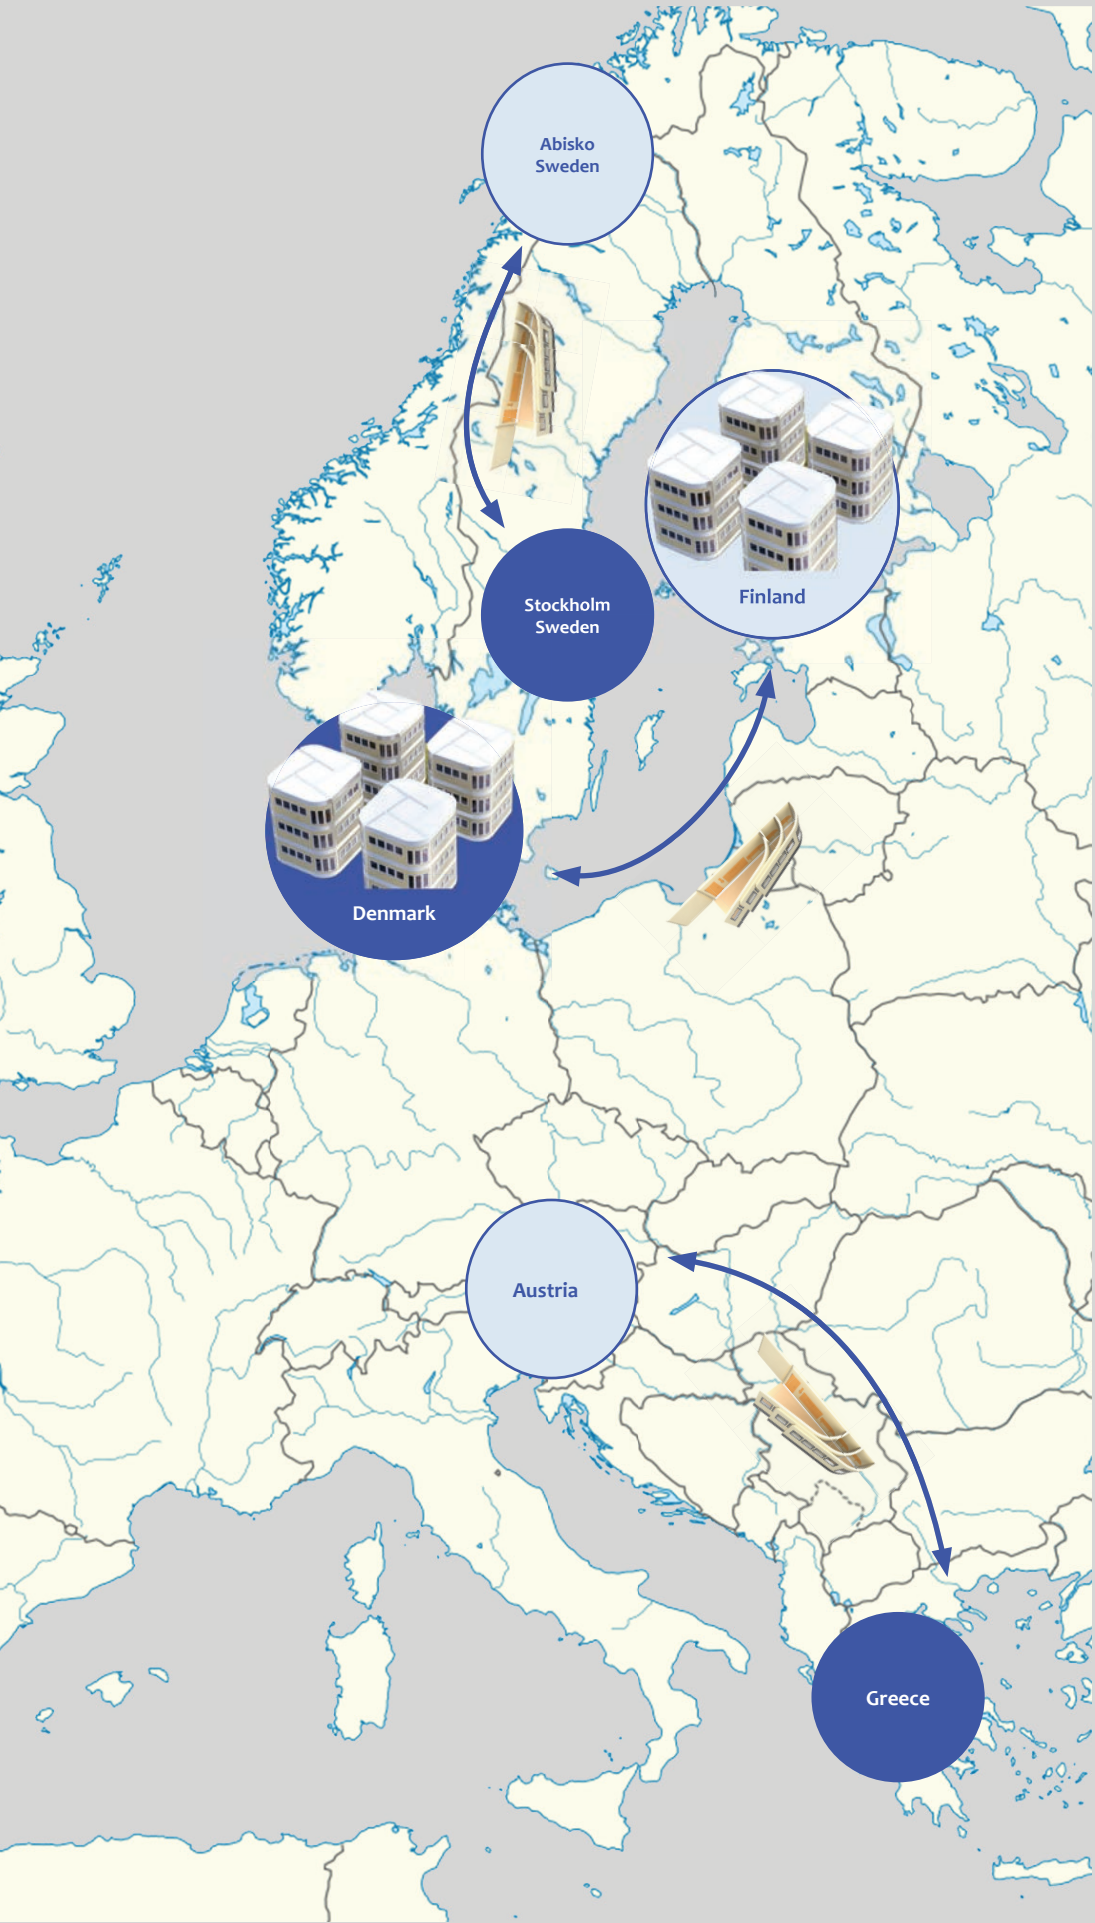 Abisko
Sweden
Finland
Stockholm
Sweden
Denmark
Austria
Greece